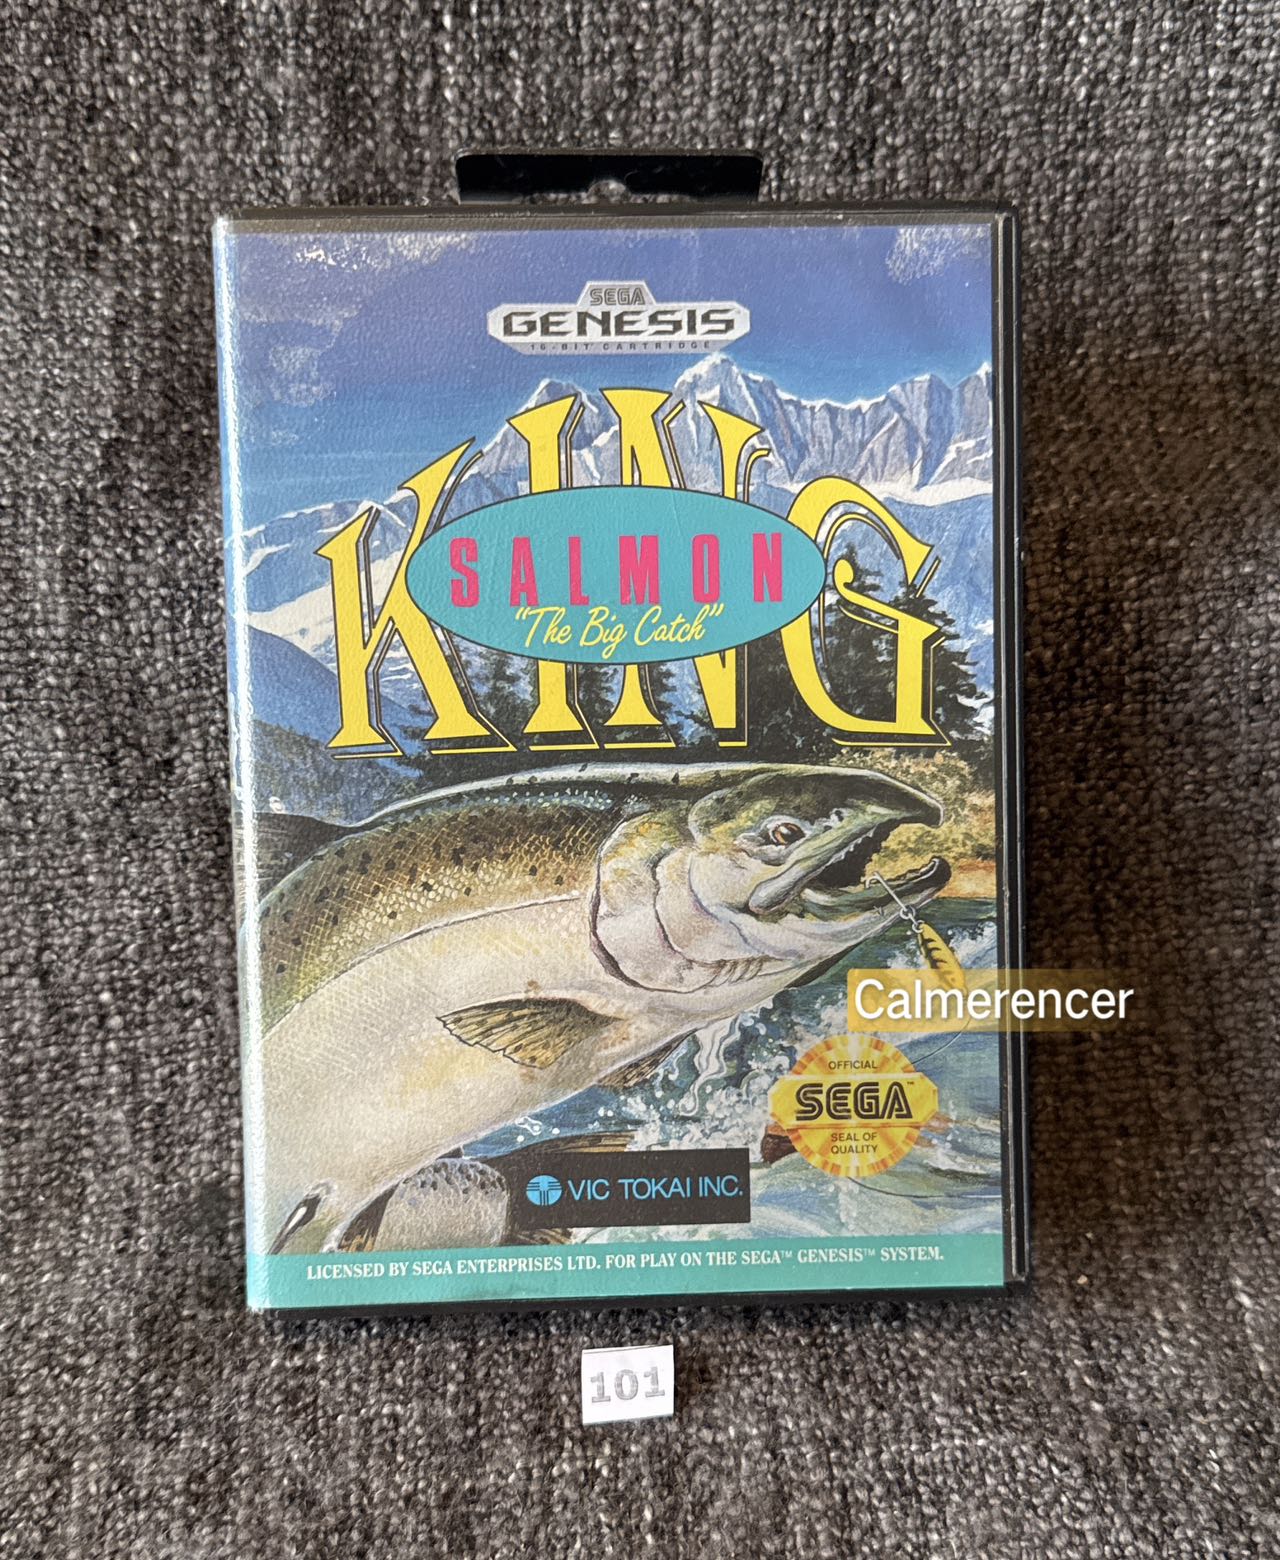 SEGA
GENESIS
16-BIT CARTRIDGE
KING
SALMON
"The Big Catch"
Calmerencer
OFFICIAL
SEGA™
SEAL OF
QUALITY
VIC TOKAI INC.
LICENSED BY SEGA ENTERPRISES LTD. FOR PLAY ON THE SEGA™ GENESIS™ SYSTEM.
101